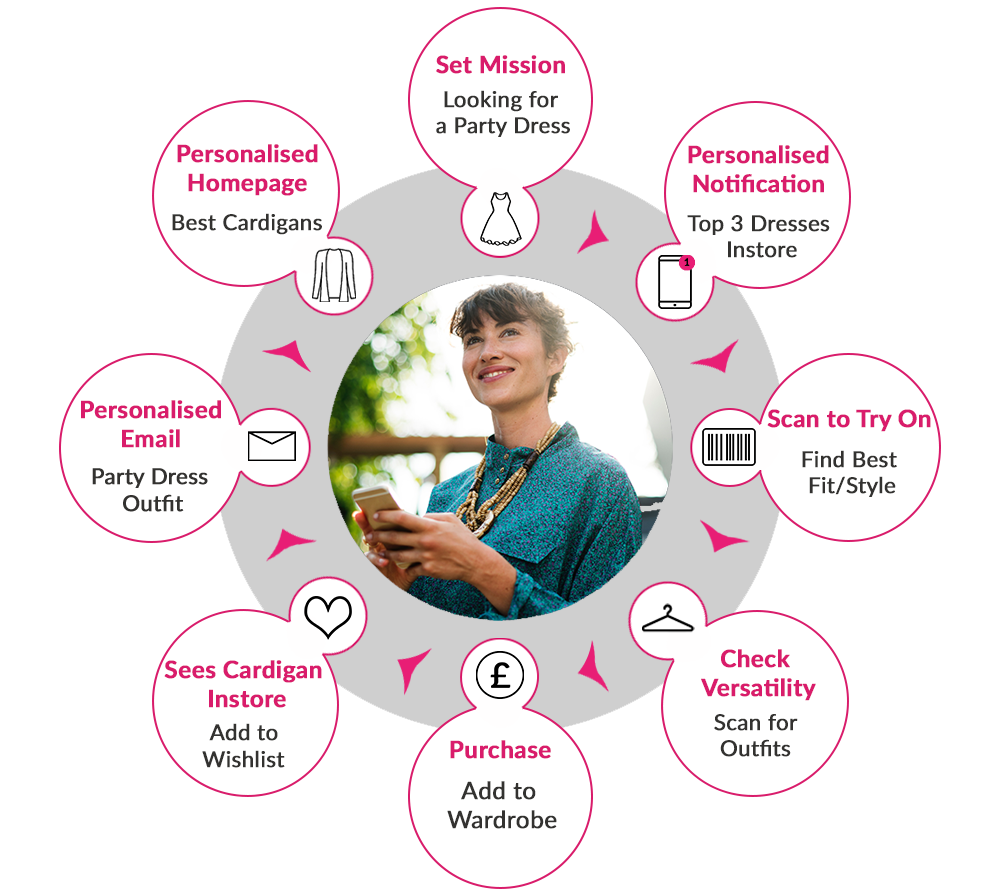 Set Mission
Looking for
a Party Dress
Personalised
Notification
Top 3 Dresses
Instore
1
Scan to Try On
Find Best
Fit/Style
Check
Versatility
Scan for
Outfits
£
Purchase
Add to
Wardrobe
Sees Cardigan
Instore
Add to
Wishlist
Personalised
Email
Party Dress
Outfit
Personalised
Homepage
Best Cardigans